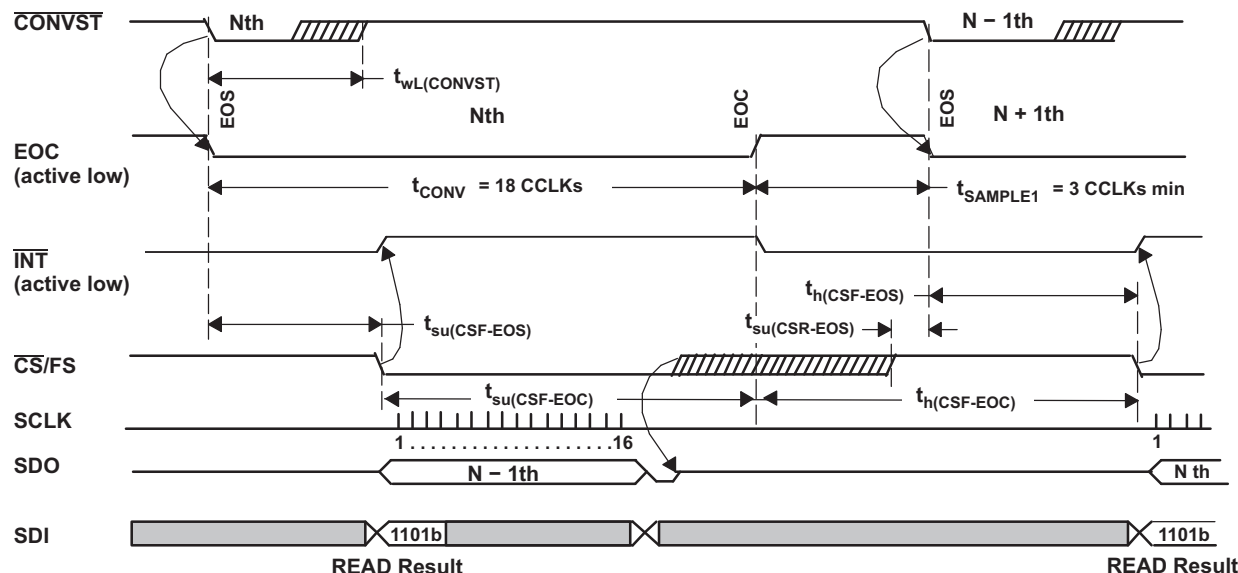 CONVST
Nth
N − 1th
twL(CONVST)
EOS
Nth
EOC
EOS
N + 1th
EOC
(active low)
tCONV = 18 CCLKs
tSAMPLE1 = 3 CCLKs min
INT
(active low)
th(CSF-EOS)
tsu(CSF-EOS)
tsu(CSR-EOS)
CS/FS
tsu(CSF-EOC)
th(CSF-EOC)
SCLK
1 . . . . . . . . . . . . . . . . . . . . . 16
1
SDO
N − 1th
N th
SDI
1101b
1101b
READ Result
READ Result